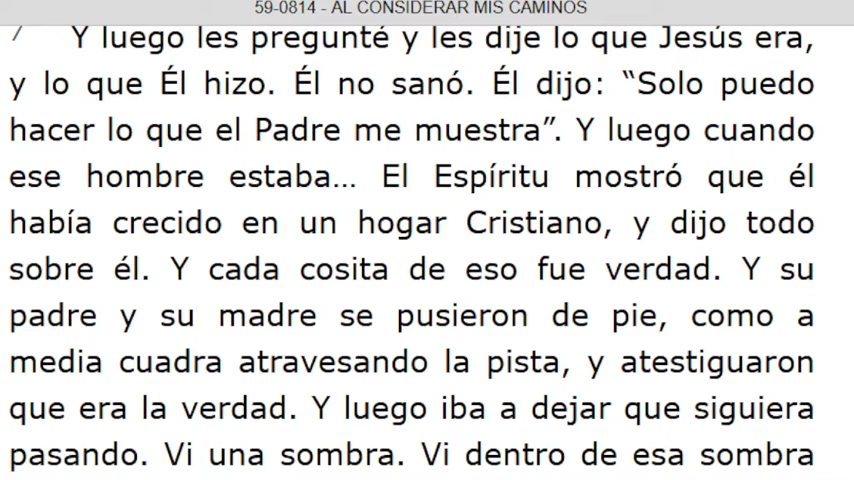 59-0814 - AL CONSIDERAR MIS CAMINOS
7 Y luego les pregunté y les dije lo que Jesús era,
y lo que Él hizo. Él no sanó. Él dijo: “Solo puedo
hacer lo que el Padre me muestra”. Y luego cuando
ese hombre estaba… El Espíritu mostró que él
había crecido en un hogar Cristiano, y dijo todo
sobre él. Y cada cosita de eso fue verdad. Y su
padre y su madre se pusieron de pie, como a
media cuadra atravesando la pista, y atestiguaron
que era la verdad. Y luego iba a dejar que siguiera
pasando. Vi una sombra. Vi dentro de esa sombra